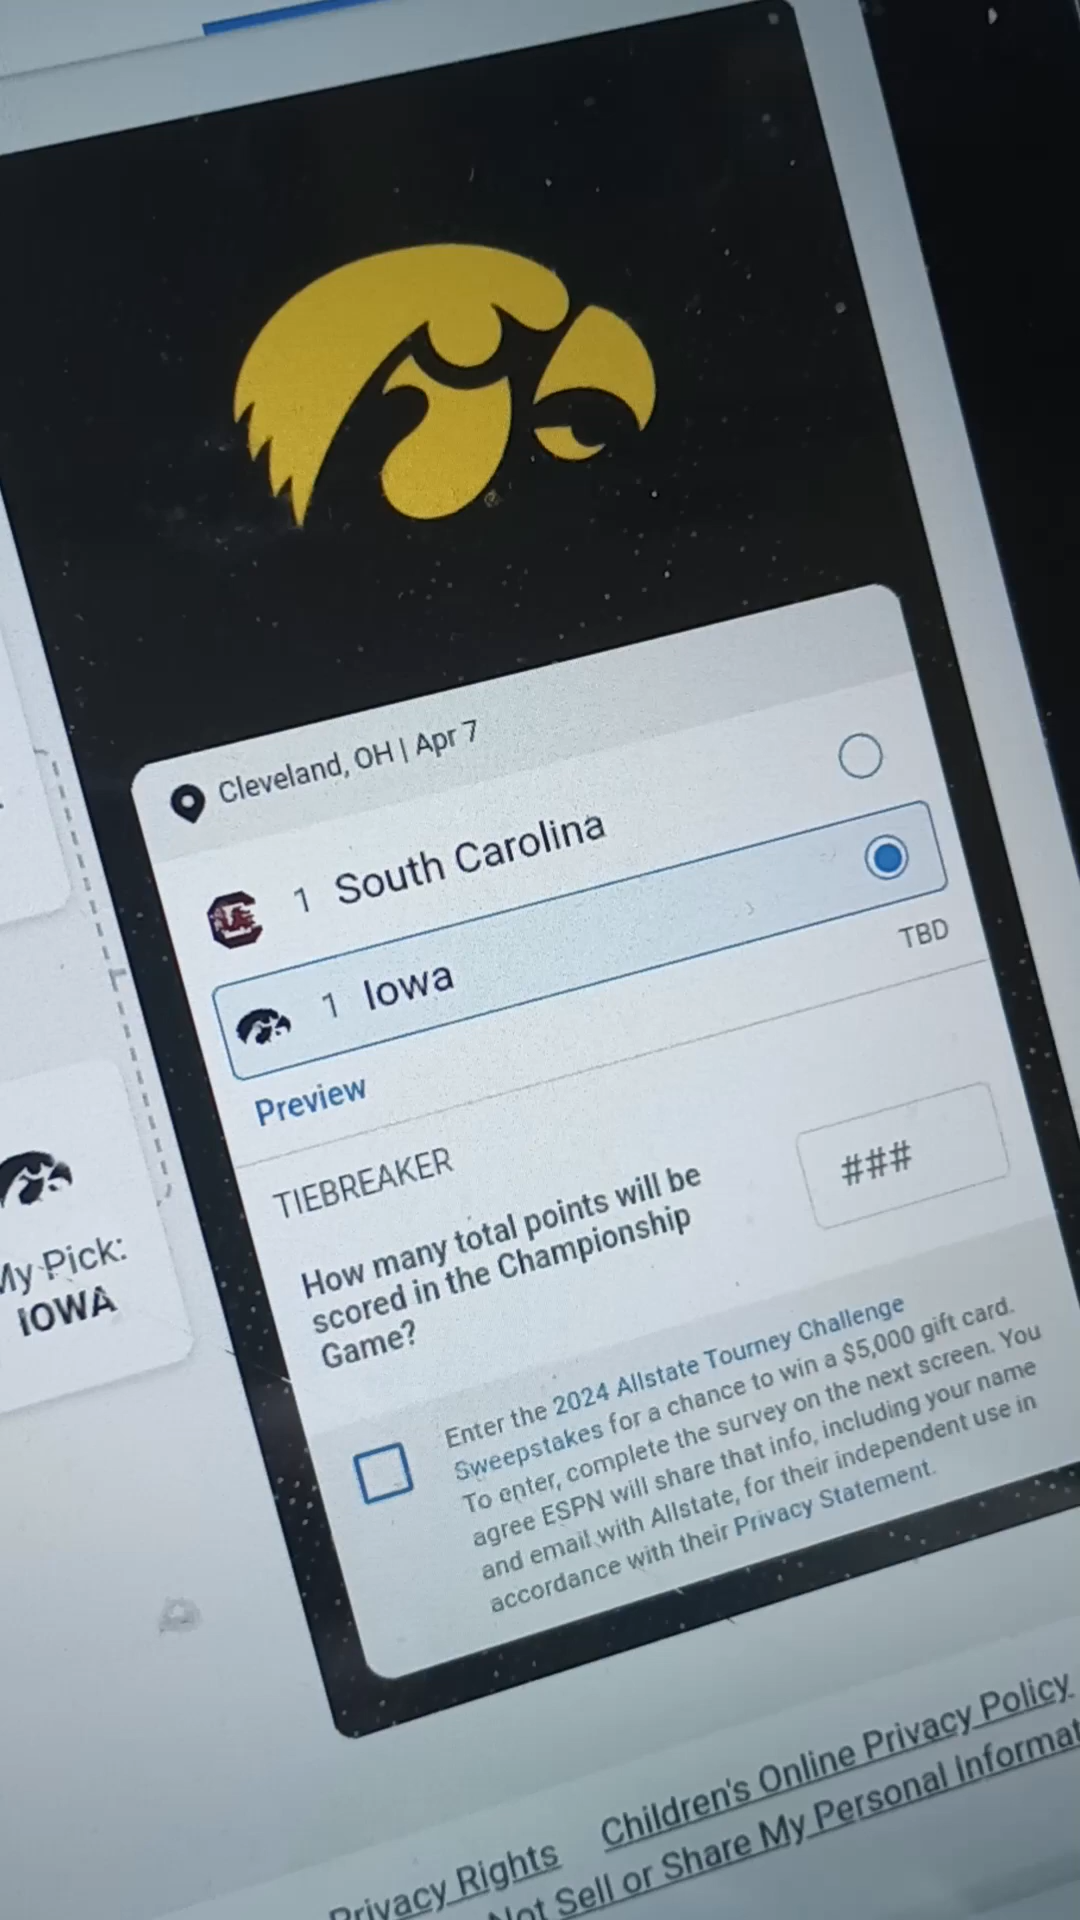 Cleveland, OH | Apr 7
1 South Carolina
1 Iowa
TBD
Preview
TIEBREAKER
How many total points will be
scored in the Championship
Game?
###
Enter the 2024 Allstate Tourney Challenge
Sweepstakes for a chance to win a $5,000 gift card.
To enter, complete the survey on the next screen. You
agree ESPN will share that info, including your name
and email with Allstate, for their independent use in
accordance with their Privacy Statement.
My Pick:
IOWA
Privacy Rights
Children's Online Privacy Policy
Not Sell or Share My Personal